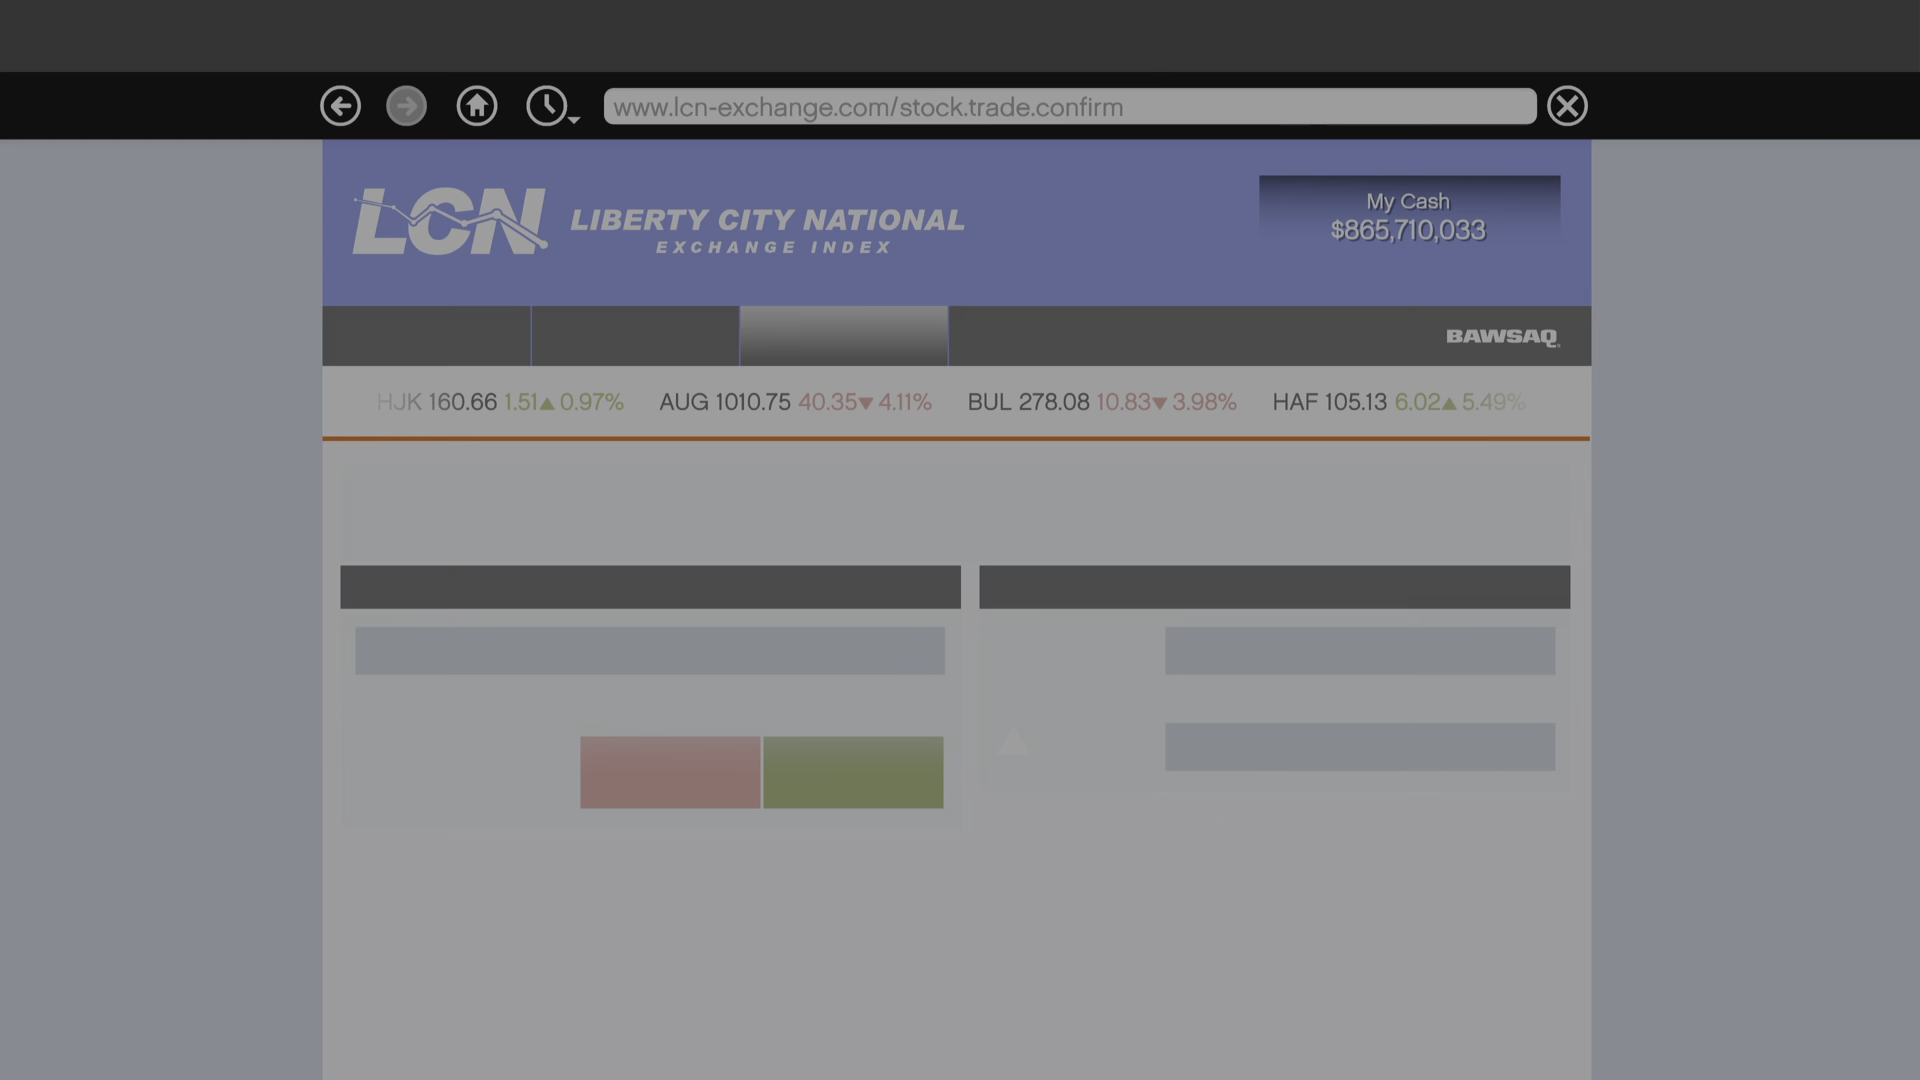 www.lcn-exchange.com/stock.trade.confirm
LCN LIBERTY CITY NATIONAL
EXCHANGE INDEX
My Cash
$865,710,033
BAWSAQ
HJK 160.66 1.51▲ 0.97% AUG 1010.75 40.35▼ 4.11% BUL 278.08 10.83▼ 3.98% HAF 105.13 6.02▲ 5.49%